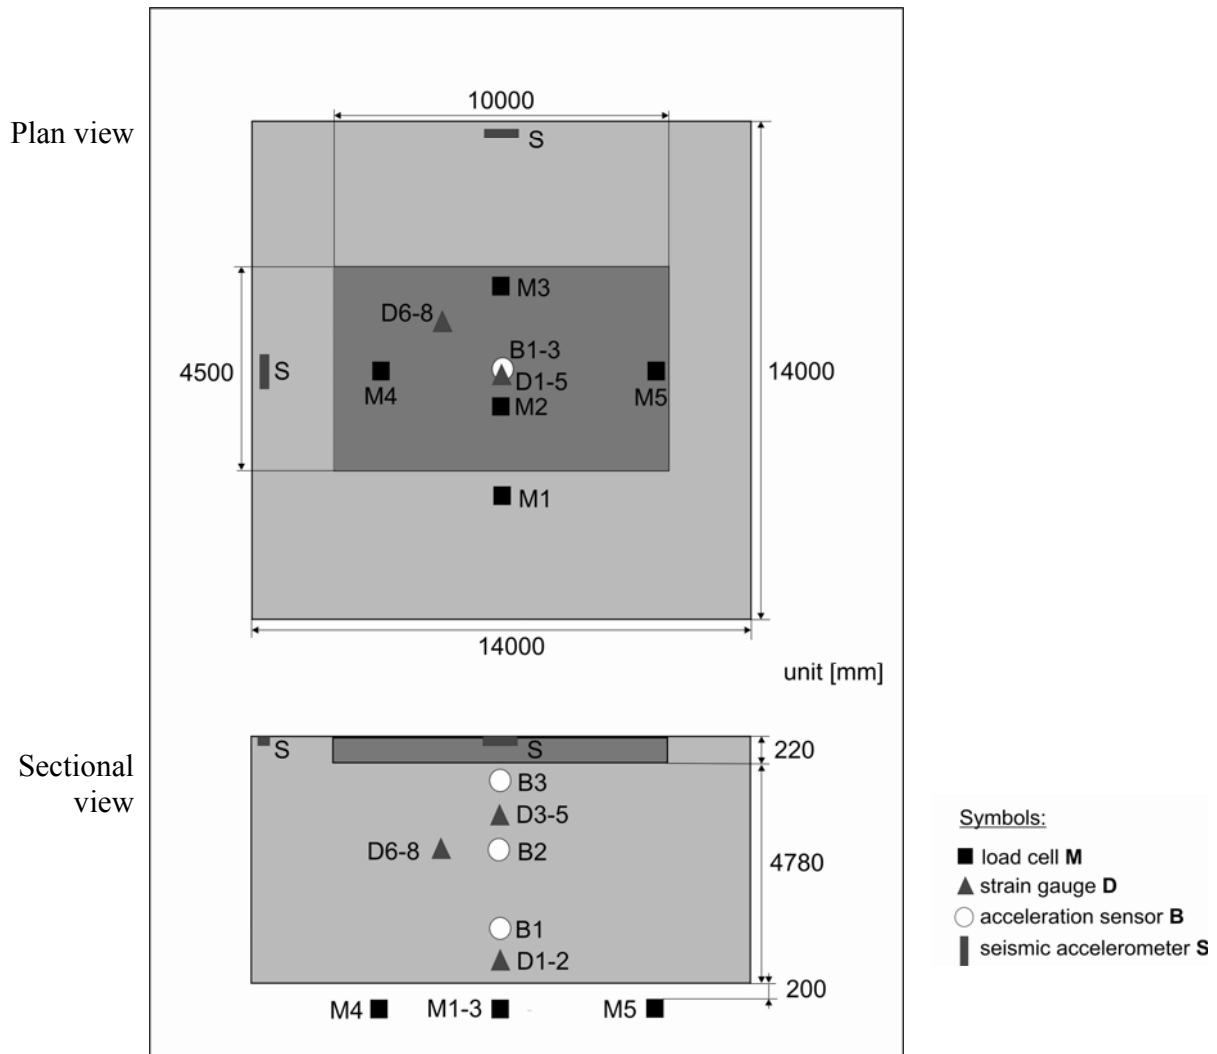 Plan view
10000
S
M3
D6-8
B1-3
4500
S
M4
D1-5
M5
14000
M2
M1
14000
unit [mm]
Sectional
view
S
S
220
B3
D3-5
D6-8
B2
4780
B1
D1-2
200
M4
M1-3
M5
Symbols:
load cell M
strain gauge D
acceleration sensor B
seismic accelerometer S